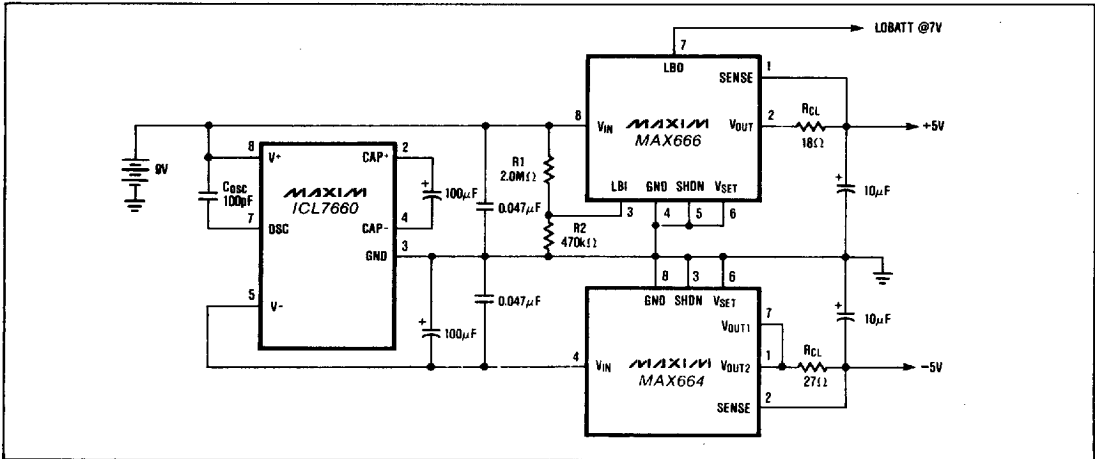 LOBATT @7V
7
LBO
SENSE
1
8
VIN
MAXIM
MAX666
VOUT
2
RCL
18Ω
+5V
R1
2.0MΩ
LBI
GND
SHDN
VSET
3
4
5
6
10µF
9V
8
V+
CAP+
2
COSC
100pF
MAXIM
ICL7660
100µF
7
OSC
CAP-
4
GND
3
0.047µF
R2
470kΩ
5
V-
100µF
0.047µF
8
3
6
GND
SHDN
VSET
VOUT1
7
10µF
4
VIN
MAXIM
MAX664
VOUT2
1
RCL
27Ω
-5V
SENSE
2